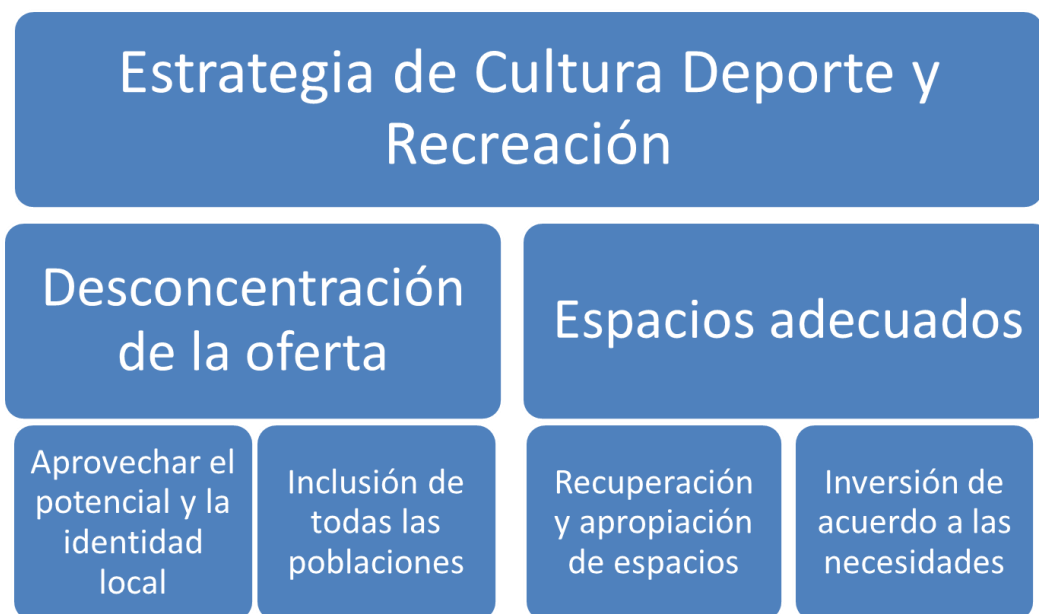 Estrategia de Cultura Deporte y
Recreación
Desconcentración
de la oferta
Espacios adecuados
Aprovechar el
potencial y la
identidad
local
Inclusión de
todas las
poblaciones
Recuperación
y apropiación
de espacios
Inversión de
acuerdo a las
necesidades